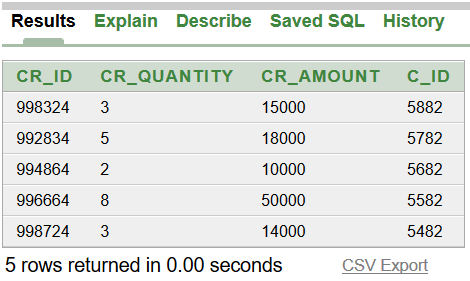 Results Explain Describe Saved SQL History
CR_ID CR_QUANTITY CR_AMOUNT C_ID
998324 3 15000 5882
992834 5 18000 5782
994864 2 10000 5682
996664 8 50000 5582
998724 3 14000 5482
5 rows returned in 0.00 seconds CSV Export